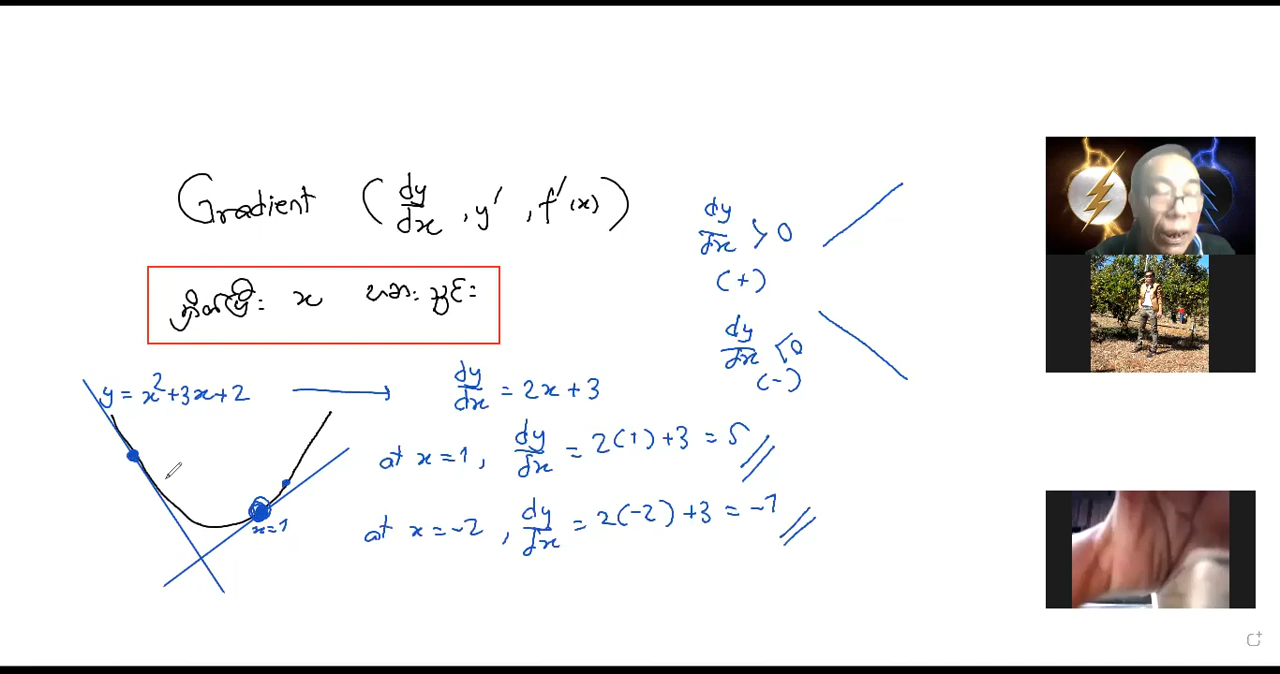 Gradient (dy/dx , y′ , f′(x))
x
y = x²+3x+2 → dy/dx = 2x + 3
at x=1, dy/dx = 2(1)+3 = 5
at x=-2, dy/dx = 2(-2)+3 = -1
x=1
dy/dx > 0
(+)
dy/dx < 0
(-)